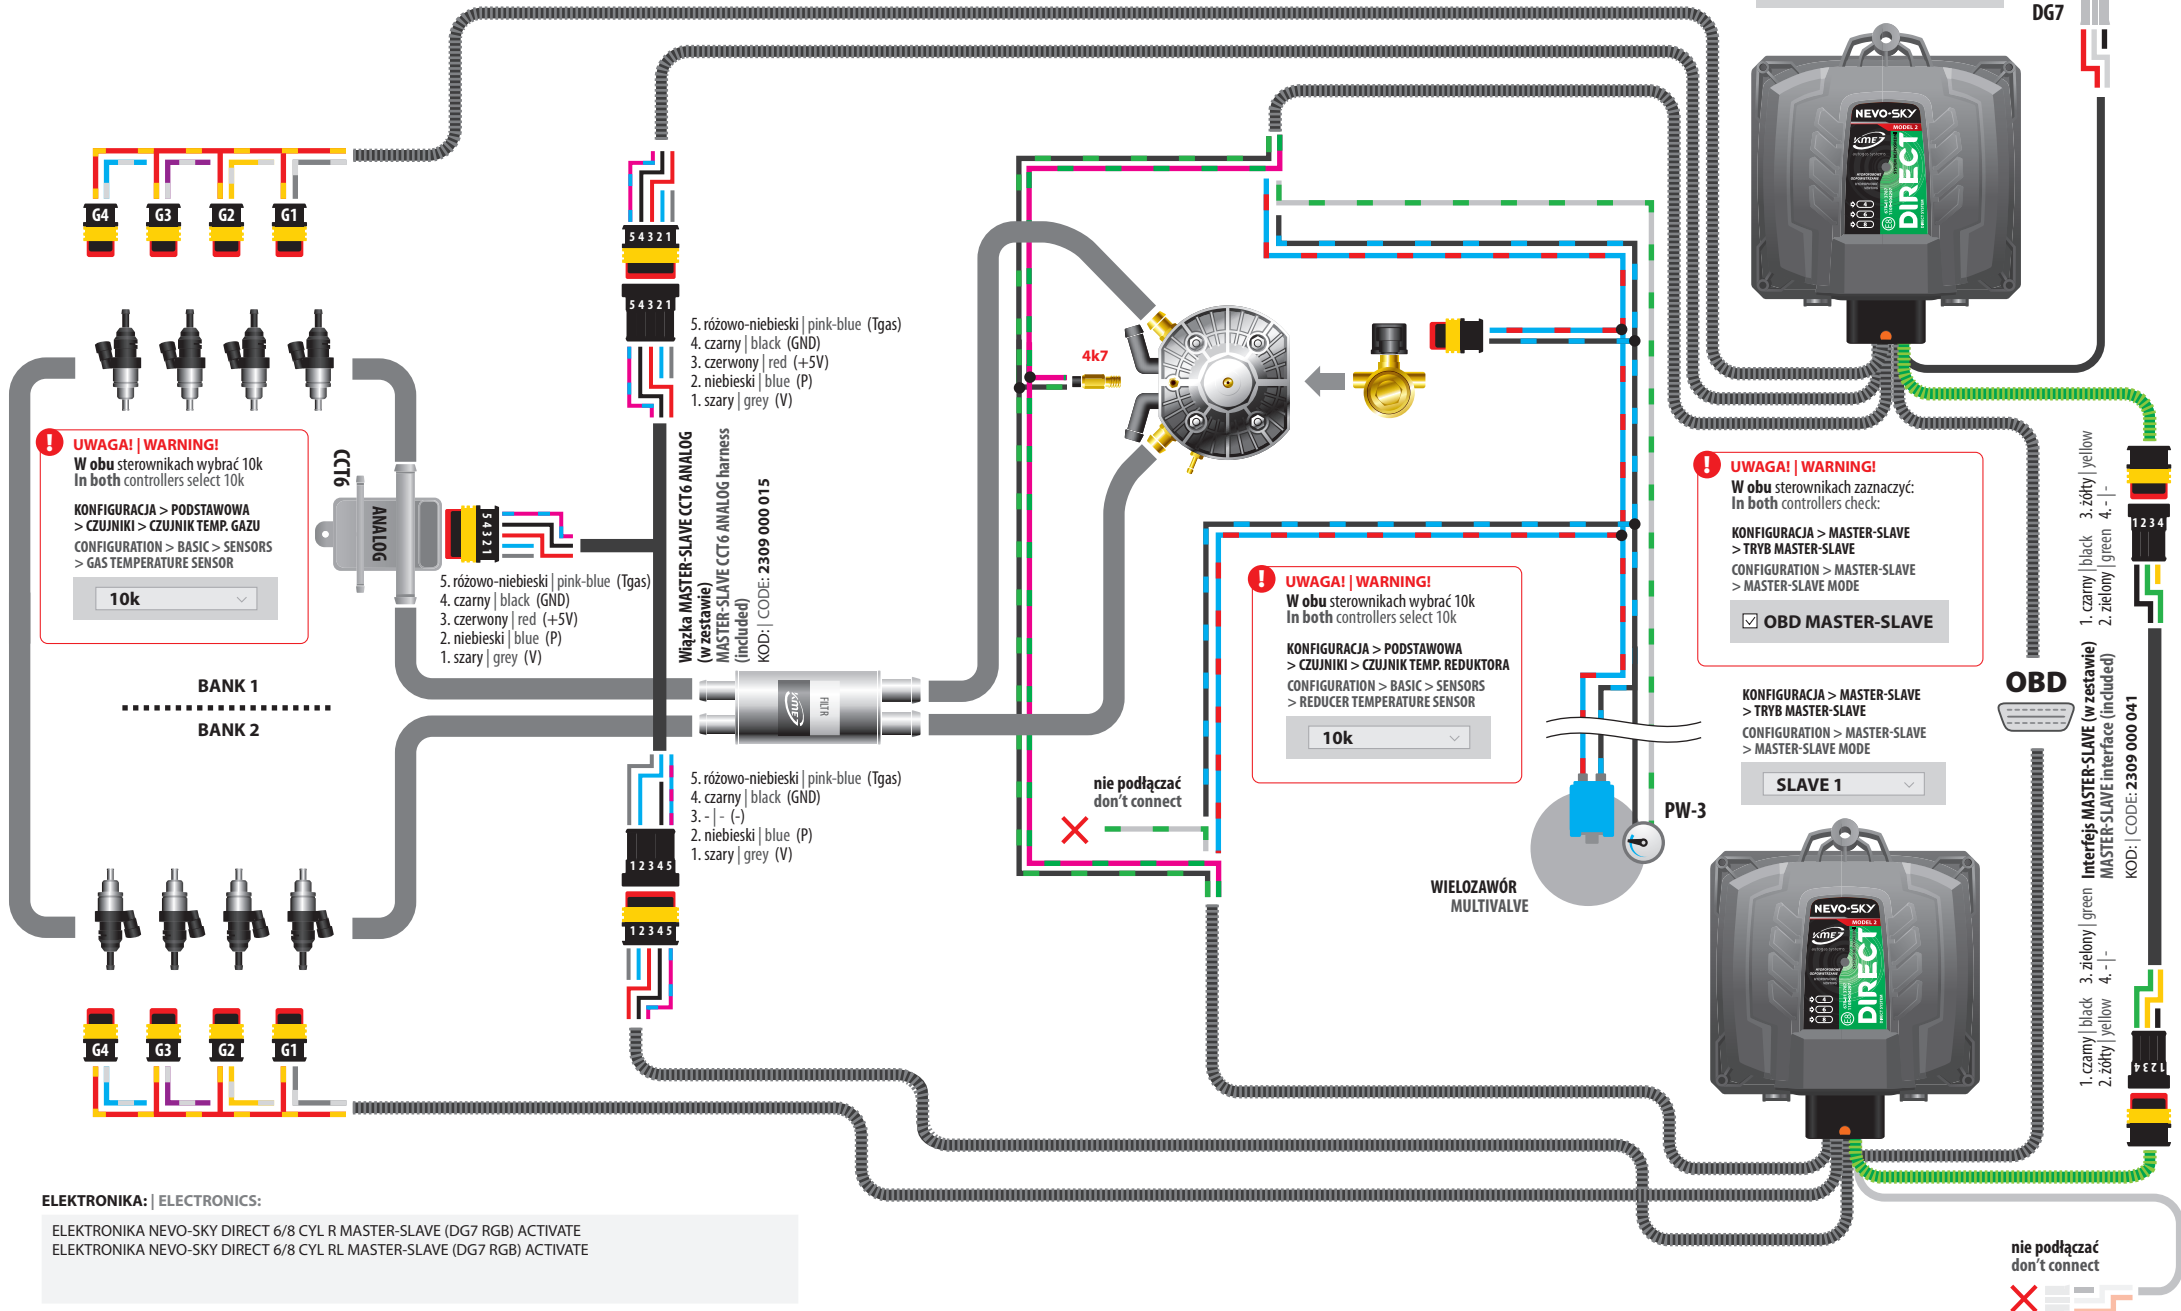 DG7
NEVO-SKY
MODEL 2
KME
DIRECT
DIRECT SYSTEM
G4
G3
G2
G1
5 4 3 2 1
5 4 3 2 1
5. różowo-niebieski | pink-blue (Tgas)
4. czarny | black (GND)
3. czerwony | red (+5V)
2. niebieski | blue (P)
1. szary | grey (V)
4k7
! UWAGA! | WARNING!
W obu sterownikach wybrać 10k
In both controllers select 10k
KONFIGURACJA > PODSTAWOWA
> CZUJNIKI > CZUJNIK TEMP. GAZU
CONFIGURATION > BASIC > SENSORS
> GAS TEMPERATURE SENSOR
10k
CCT6
ANALOG
5 4 3 2 1
5. różowo-niebieski | pink-blue (Tgas)
4. czarny | black (GND)
3. czerwony | red (+5V)
2. niebieski | blue (P)
1. szary | grey (V)
Wiązka MASTER-SLAVE CCT6 ANALOG
(w zestawie)
MASTER-SLAVE CCT6 ANALOG harness
(included)
KOD: | CODE: 2309 000 015
BANK 1
BANK 2
KME
FILTR
! UWAGA! | WARNING!
W obu sterownikach wybrać 10k
In both controllers select 10k
KONFIGURACJA > PODSTAWOWA
> CZUJNIKI > CZUJNIK TEMP. REDUKTORA
CONFIGURATION > BASIC > SENSORS
> REDUCER TEMPERATURE SENSOR
10k
! UWAGA! | WARNING!
W obu sterownikach zaznaczyć:
In both controllers check:
KONFIGURACJA > MASTER-SLAVE
> TRYB MASTER-SLAVE
CONFIGURATION > MASTER-SLAVE
> MASTER-SLAVE MODE
OBD MASTER-SLAVE
KONFIGURACJA > MASTER-SLAVE
> TRYB MASTER-SLAVE
CONFIGURATION > MASTER-SLAVE
> MASTER-SLAVE MODE
SLAVE 1
OBD
1. czarny | black 3. żółty | yellow
2. zielony | green 4. - | -
1 2 3 4
Interfejs MASTER-SLAVE (w zestawie)
MASTER-SLAVE interface (included)
KOD: | CODE: 2309 000 041
1. czarny | black 3. zielony | green
2. żółty | yellow 4. - | -
1 2 3 4
5. różowo-niebieski | pink-blue (Tgas)
4. czarny | black (GND)
3. - | - (-)
2. niebieski | blue (P)
1. szary | grey (V)
1 2 3 4 5
1 2 3 4 5
nie podłączać
don't connect
PW-3
WIELOZAWÓR
MULTIVALVE
NEVO-SKY
MODEL 2
KME
DIRECT
DIRECT SYSTEM
G4
G3
G2
G1
ELEKTRONIKA: | ELECTRONICS:
ELEKTRONIKA NEVO-SKY DIRECT 6/8 CYL R MASTER-SLAVE (DG7 RGB) ACTIVATE
ELEKTRONIKA NEVO-SKY DIRECT 6/8 CYL RL MASTER-SLAVE (DG7 RGB) ACTIVATE
nie podłączać
don't connect